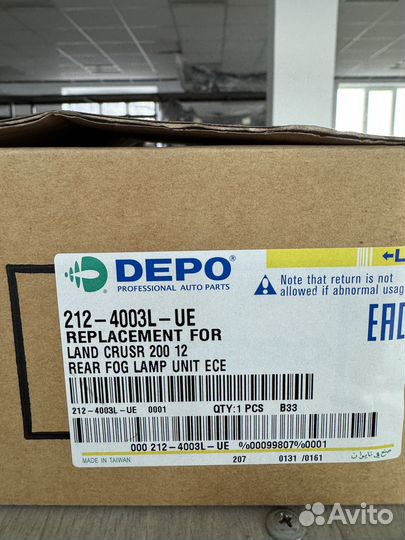 DEPO®
PROFESSIONAL AUTO PARTS
←L
Note that return is not
allowed if abnormal usag
212-4003L-UE
REPLACEMENT FOR
LAND CRUSR 200 12
REAR FOG LAMP UNIT ECE
EAC
212-4003L-UE 0001 QTY:1 PCS B33
000 212-4003L-UE %00099807%0001
MADE IN TAIWAN 207 0131 /0161
Avito